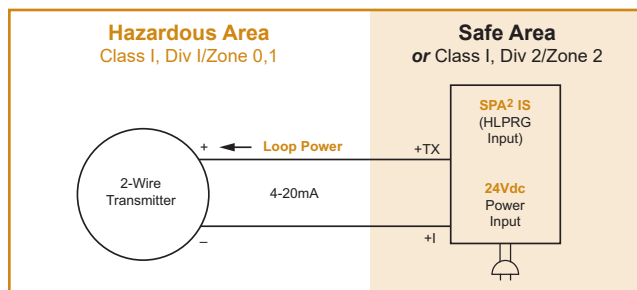 Hazardous Area
Class I, Div I/Zone 0,1
Safe Area
or Class I, Div 2/Zone 2
SPA² IS
(HLPRG
Input)
+
Loop Power
+TX
2-Wire
Transmitter
4-20mA
24Vdc
Power
Input
–
+I